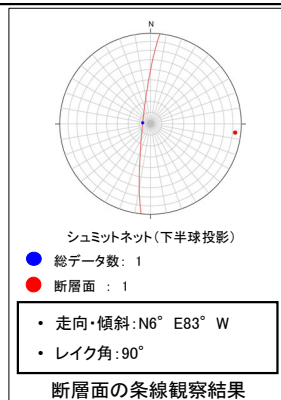 N
シュミットネット(下半球投影)
総データ数: 1
断層面 : 1
• 走向・傾斜:N6° E83° W
• レイク角:90°
断層面の条線観察結果